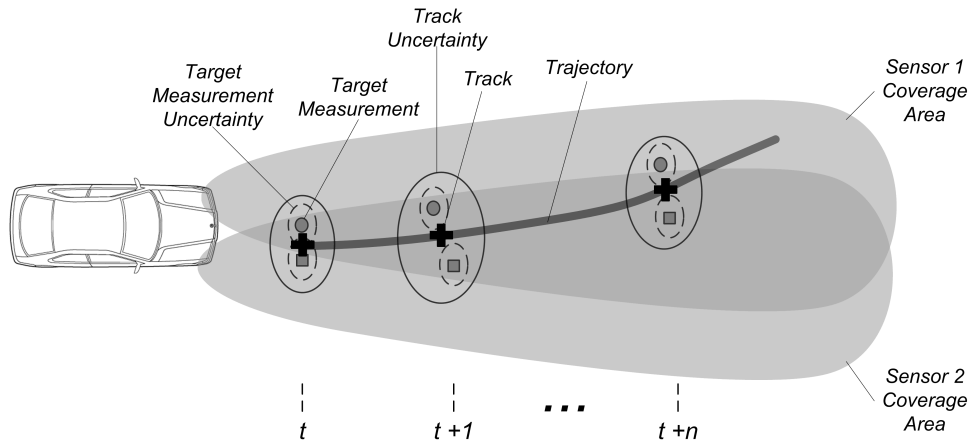 Track
Uncertainty
Target
Measurement
Uncertainty
Target
Measurement
Track
Trajectory
Sensor 1
Coverage
Area
Sensor 2
Coverage
Area
t
t +1
...
t +n